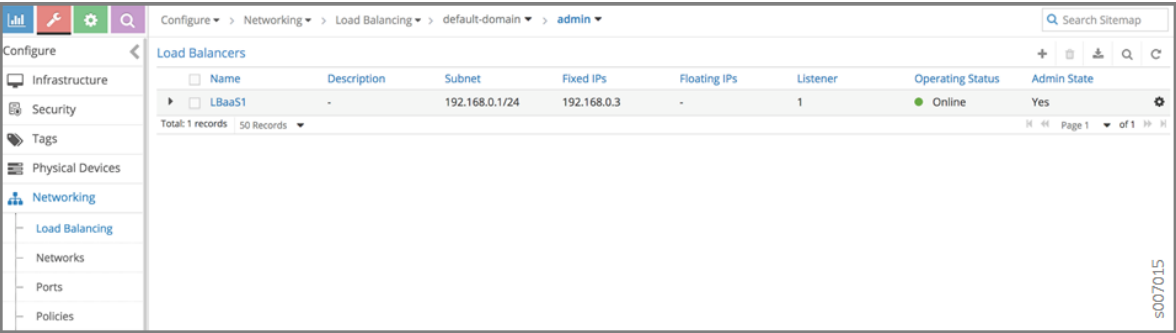 Configure > Networking > Load Balancing > default-domain > admin
Search Sitemap
Configure
Load Balancers
Infrastructure
Name Description Subnet Fixed IPs Floating IPs Listener Operating Status Admin State
LBaaS1 - 192.168.0.1/24 192.168.0.3 - 1 Online Yes
Security
Total: 1 records 50 Records Page 1 of 1
Tags
Physical Devices
Networking
Load Balancing
Networks
Ports
Policies
s007015